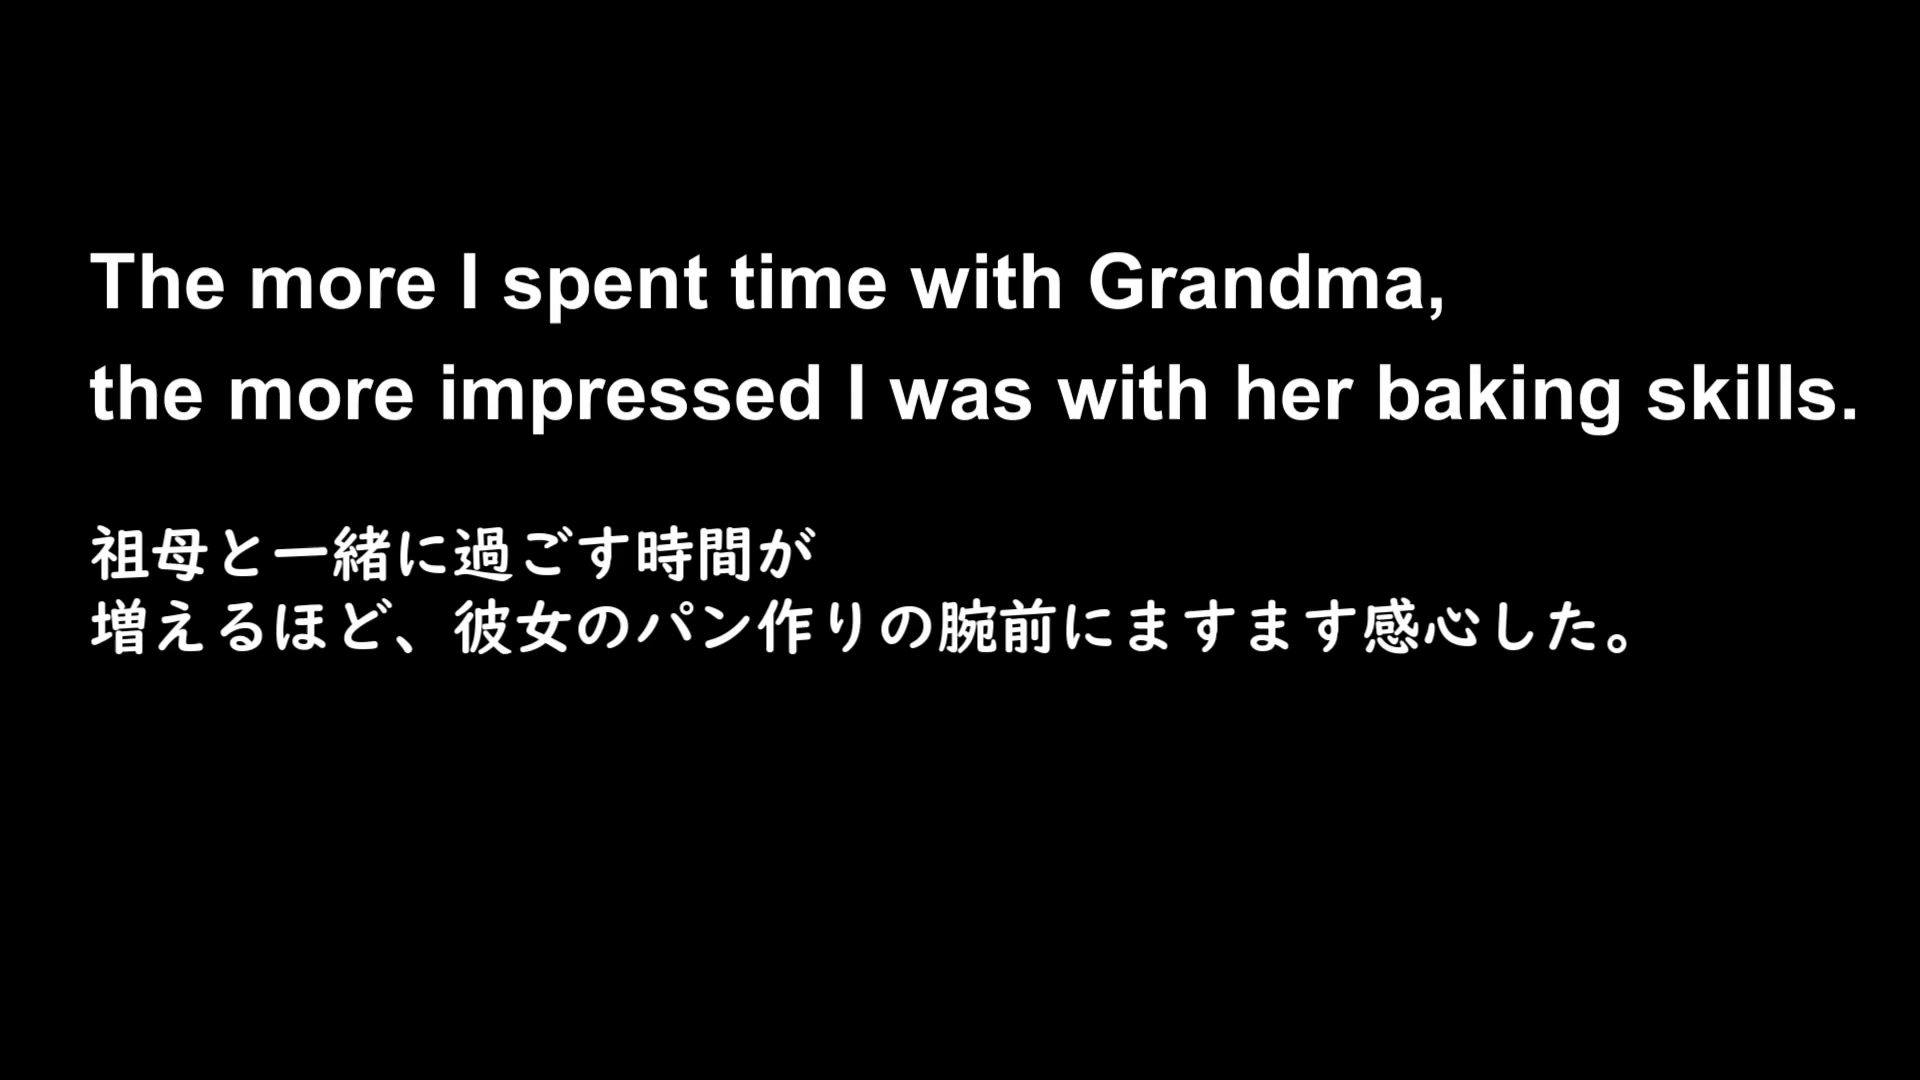 The more I spent time with Grandma,
the more impressed I was with her baking skills.
祖母と一緒に過ごす時間が
増えるほど、彼女のパン作りの腕前にますます感心した。